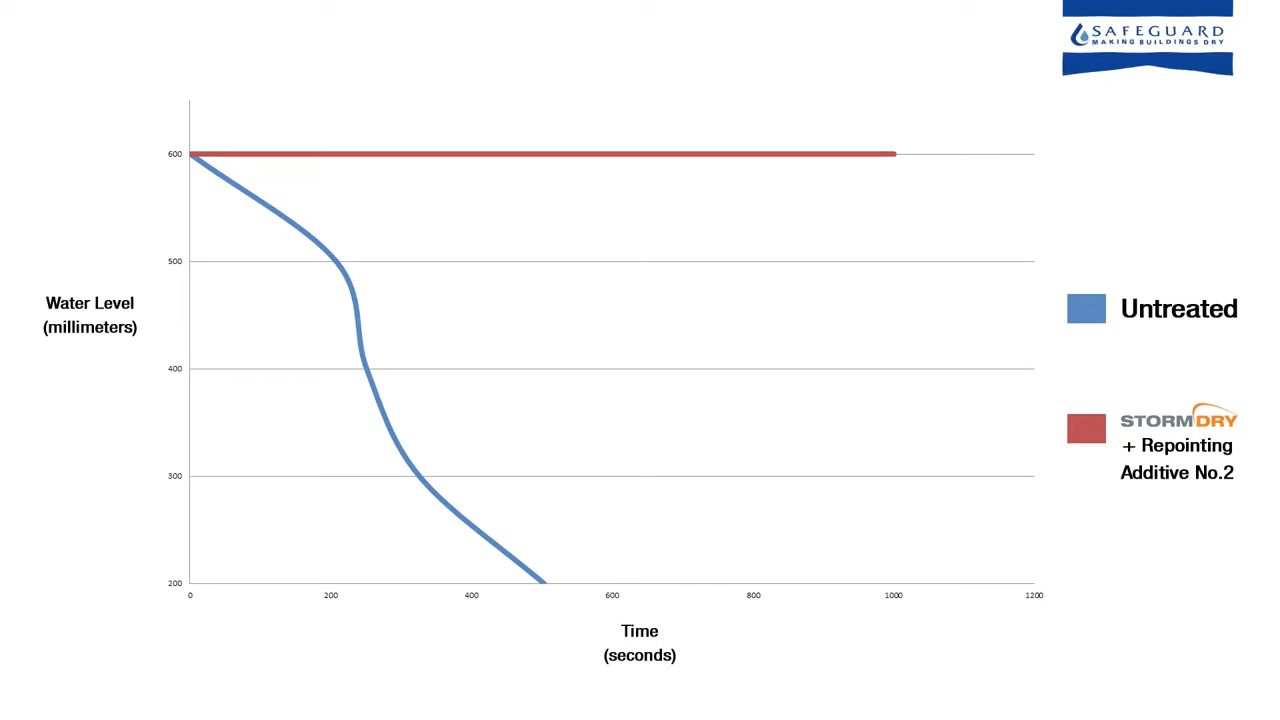 SAFEGUARD
MAKING BUILDINGS DRY
600
500
400
300
200
0
200
400
600
800
1000
1200
Water Level
(millimeters)
Time
(seconds)
Untreated
STORMDRY
+ Repointing
Additive No.2